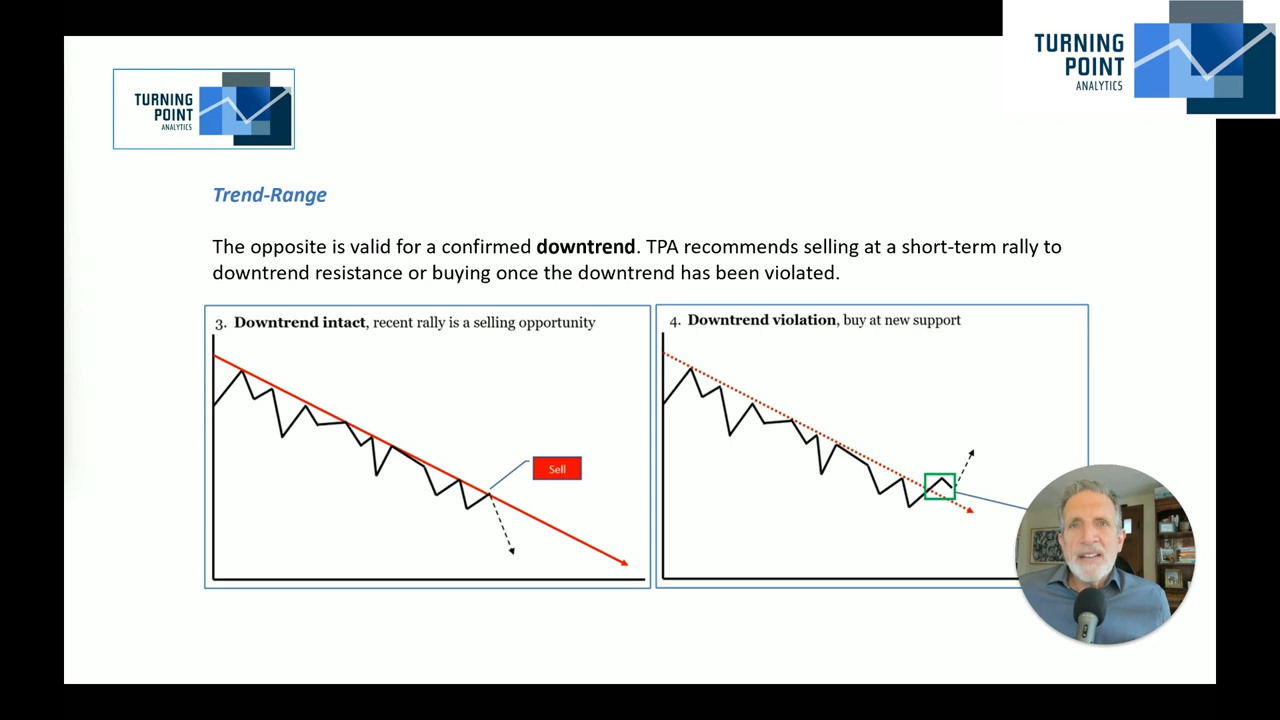 TURNING
POINT
ANALYTICS
TURNING
POINT
ANALYTICS
Trend-Range
The opposite is valid for a confirmed downtrend. TPA recommends selling at a short-term rally to
downtrend resistance or buying once the downtrend has been violated.
3. Downtrend intact, recent rally is a selling opportunity
Sell
4. Downtrend violation, buy at new support